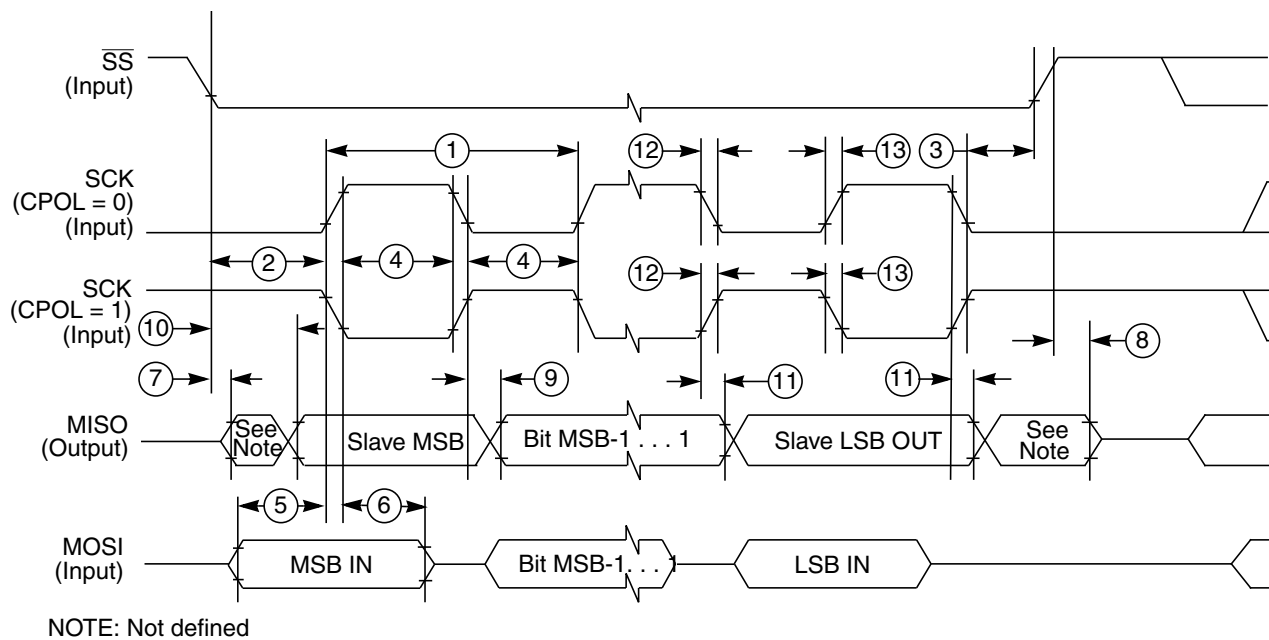 SS
(Input)
1
12
13
3
SCK
(CPOL = 0)
(Input)
2
4
4
12
13
SCK
(CPOL = 1)
(Input)
10
8
7
9
11
11
MISO
(Output)
See
Note
Slave MSB
Bit MSB-1 . . . 1
Slave LSB OUT
See
Note
5
6
MOSI
(Input)
MSB IN
Bit MSB-1. . . 1
LSB IN
NOTE: Not defined